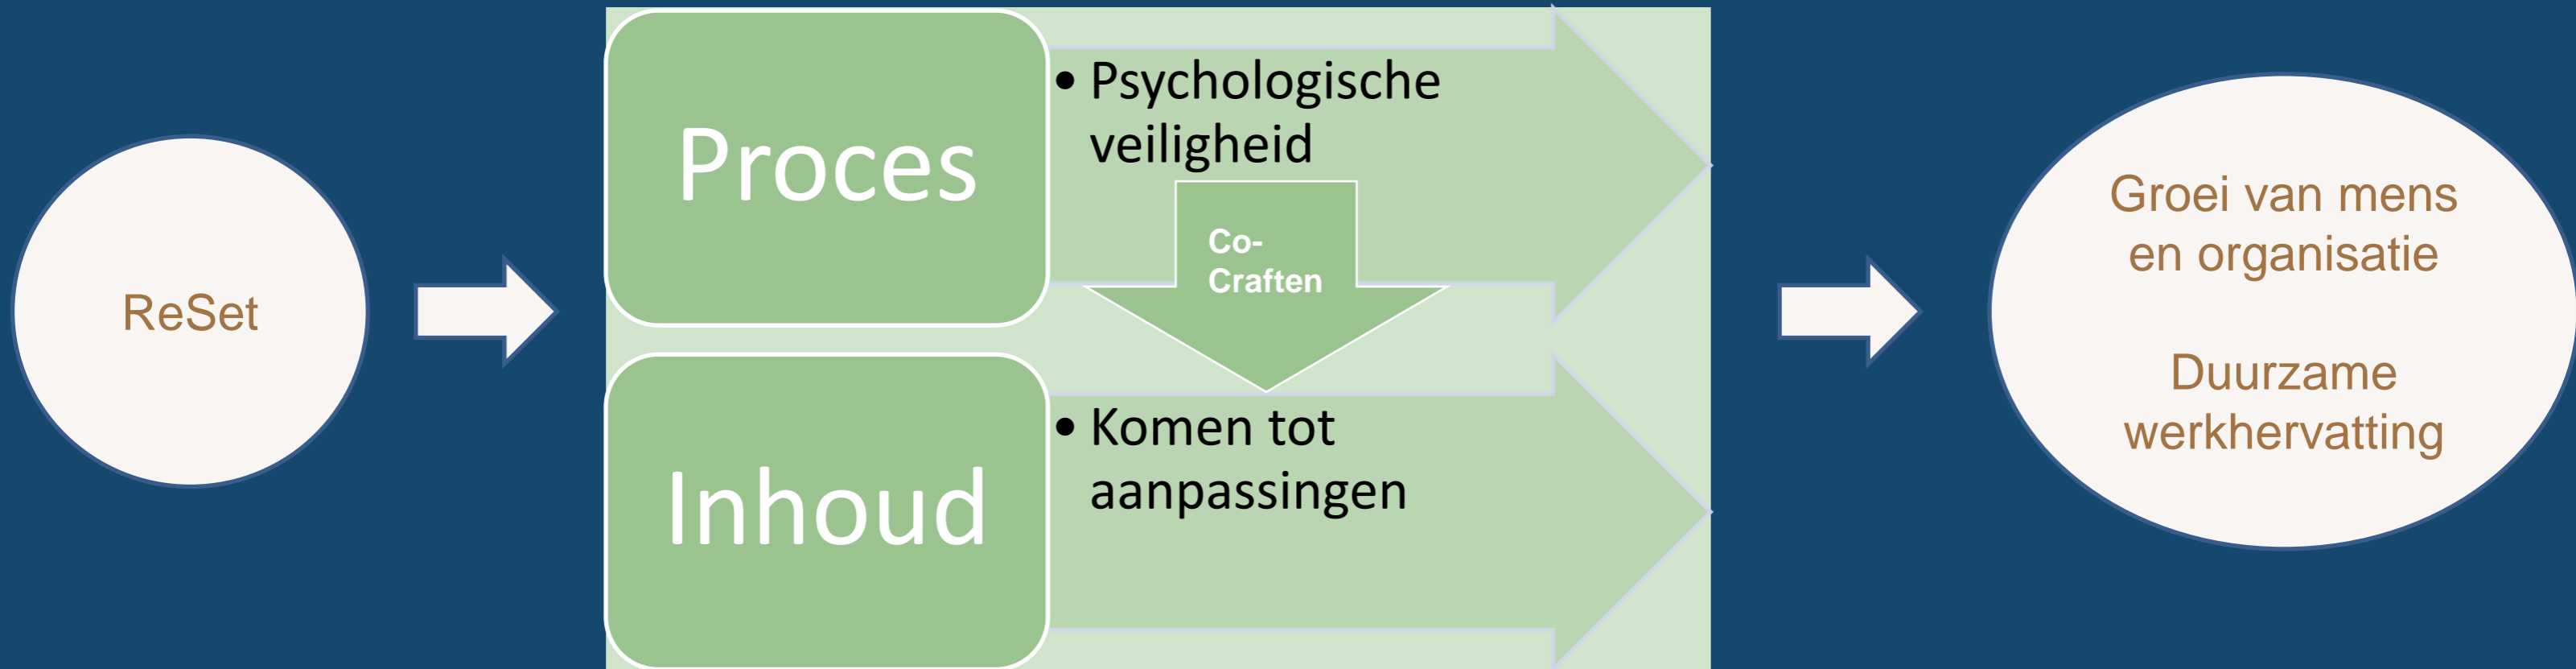 ReSet
Proces
• Psychologische
veiligheid
Co-
Craften
Inhoud
• Komen tot
aanpassingen
Groei van mens
en organisatie
Duurzame
werkhervatting